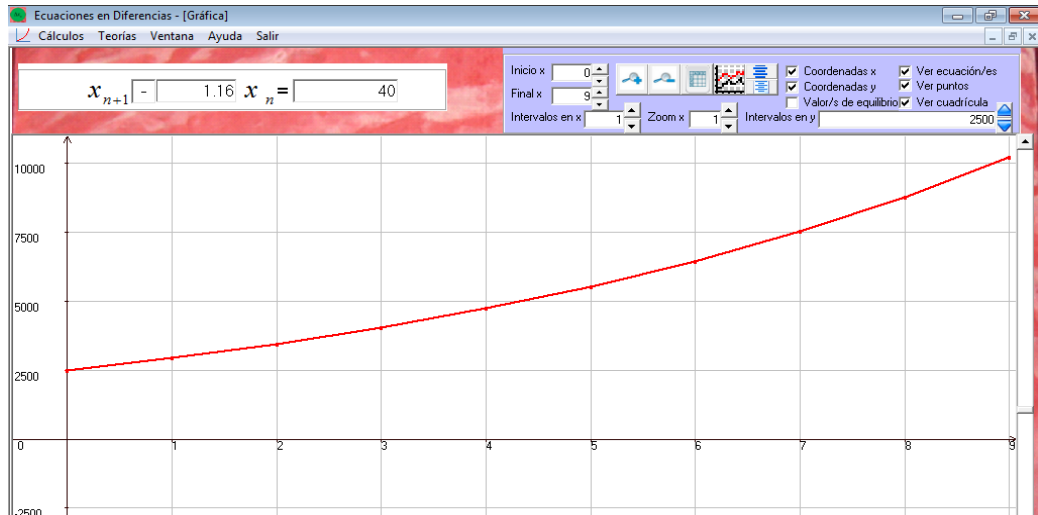 Ecuaciones en Diferencias - [Gráfica]
Cálculos Teorías Ventana Ayuda Salir
x n+1 - 1.16 x n = 40
Inicio x 0
Final x 9
Intervalos en x 1 Zoom x 1 Intervalos en y 2500
Coordenadas x Ver ecuación/es
Coordenadas y Ver puntos
Valor/s de equilibrio Ver cuadrícula
10000
7500
5000
2500
0 1 2 3 4 5 6 7 8 9
-2500